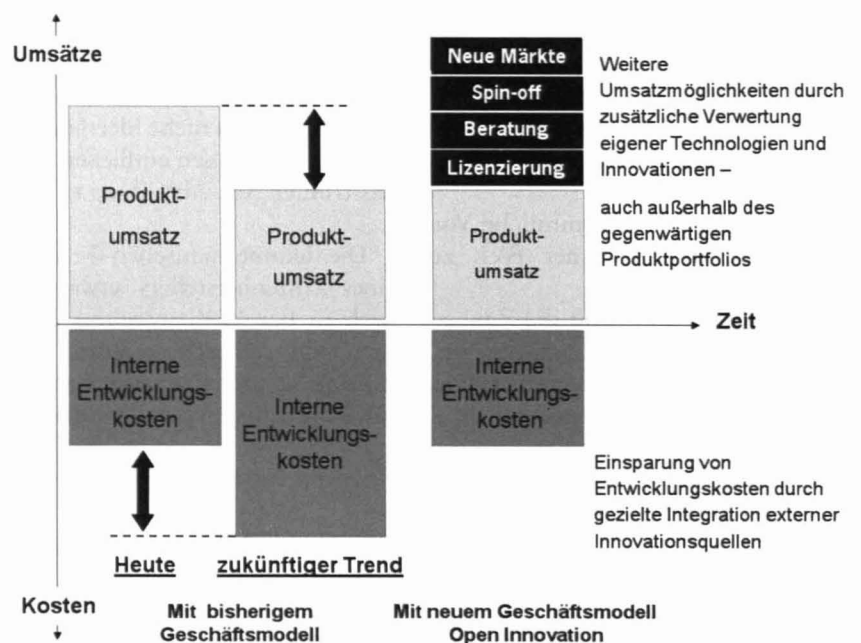 Umsätze
Neue Märkte
Spin-off
Beratung
Lizenzierung
Weitere
Umsatzmöglichkeiten durch
zusätzliche Verwertung
eigener Technologien und
Innovationen –
auch außerhalb des
gegenwärtigen
Produktportfolios
Produkt-
umsatz
Produkt-
umsatz
Produkt-
umsatz
Zeit
Interne
Entwicklungs-
kosten
Interne
Entwicklungs-
kosten
Interne
Entwicklungs-
kosten
Einsparung von
Entwicklungskosten durch
gezielte Integration externer
Innovationsquellen
Heute
zukünftiger Trend
Kosten
Mit bisherigem
Geschäftsmodell
Mit neuem Geschäftsmodell
Open Innovation